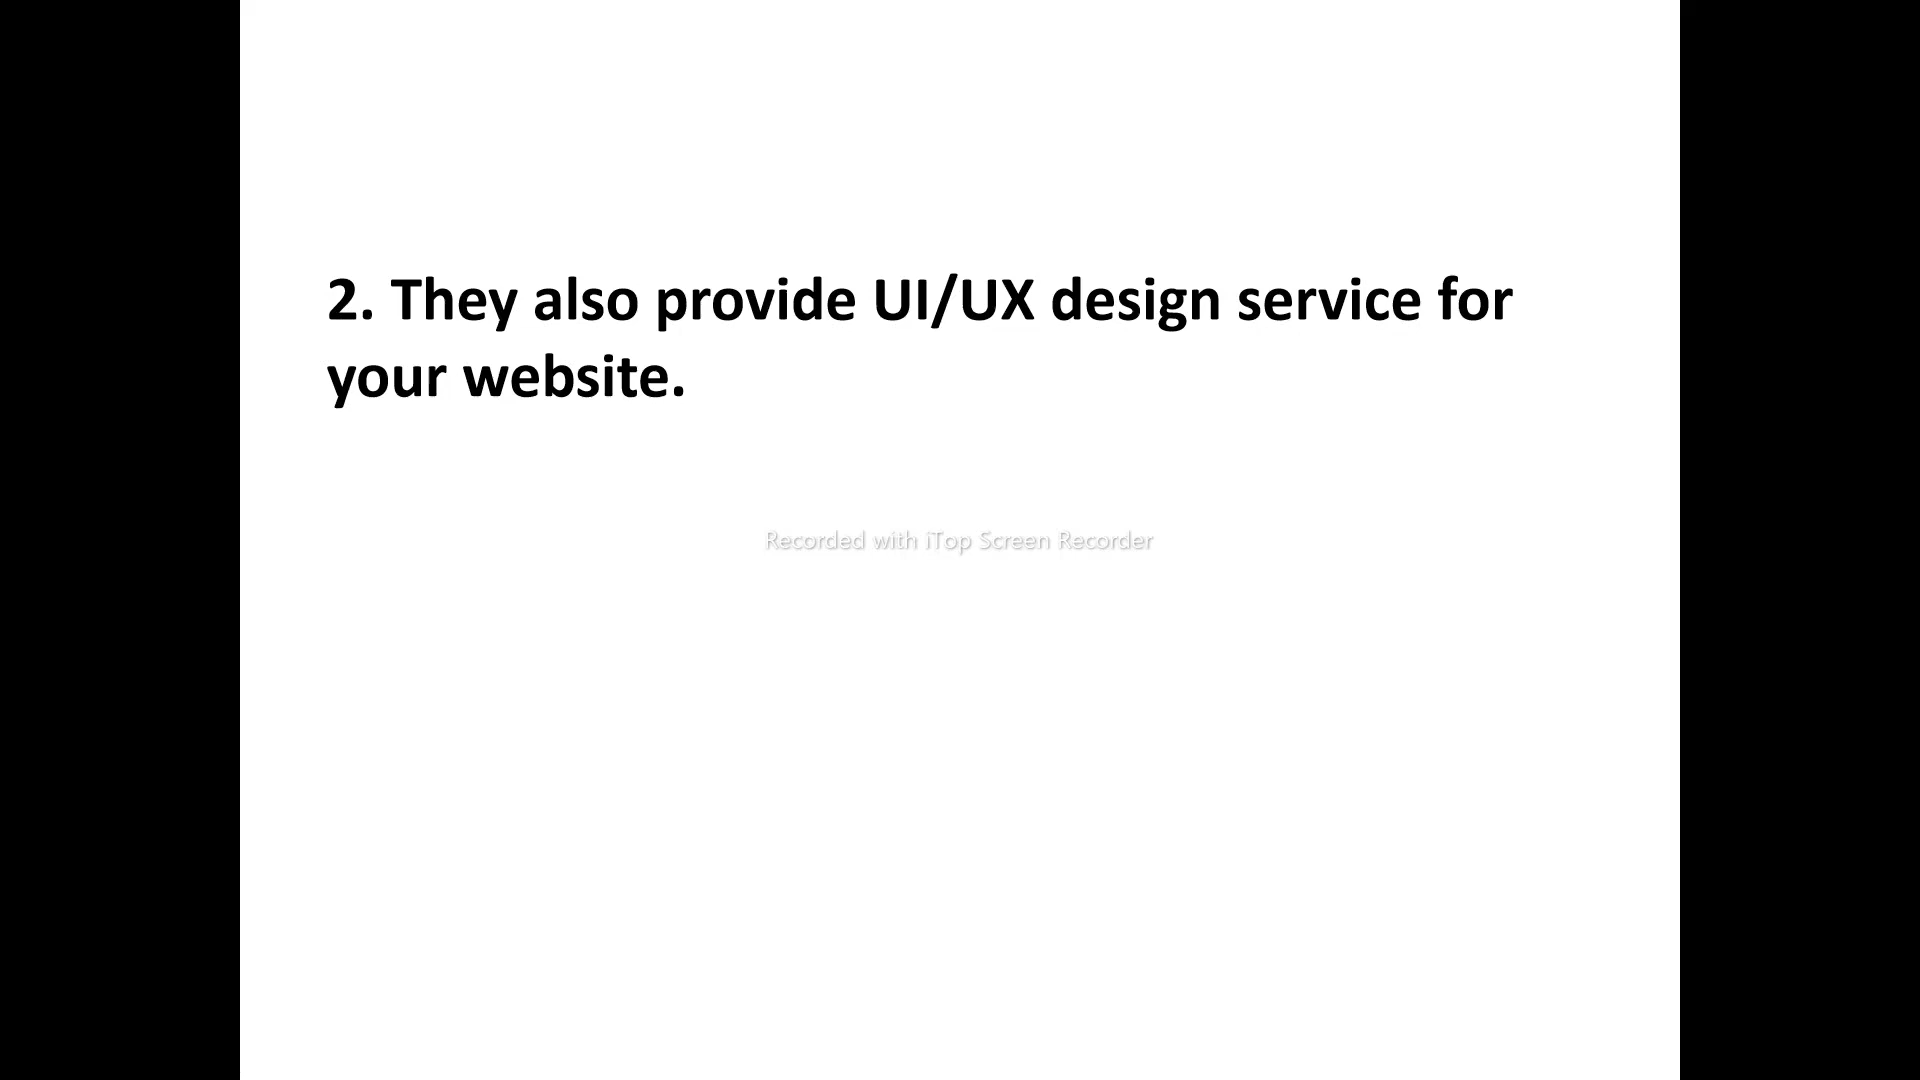 2. They also provide UI/UX design service for
your website.
Recorded with iTop Screen Recorder